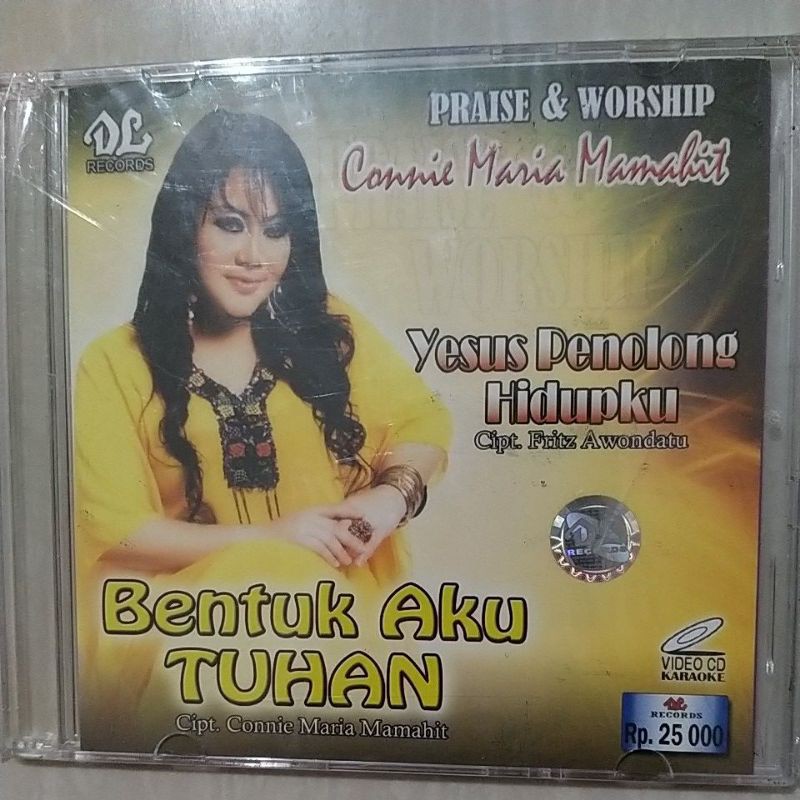 DL
RECORDS
PRAISE & WORSHIP
Connie Maria Mamahit
Yesus Penolong
Hidupku
Cipt. Fritz Awondatu
RECORDS
Bentuk Aku
TUHAN
Cipt. Connie Maria Mamahit
VIDEO CD
KARAOKE
RECORDS
Rp. 25 000